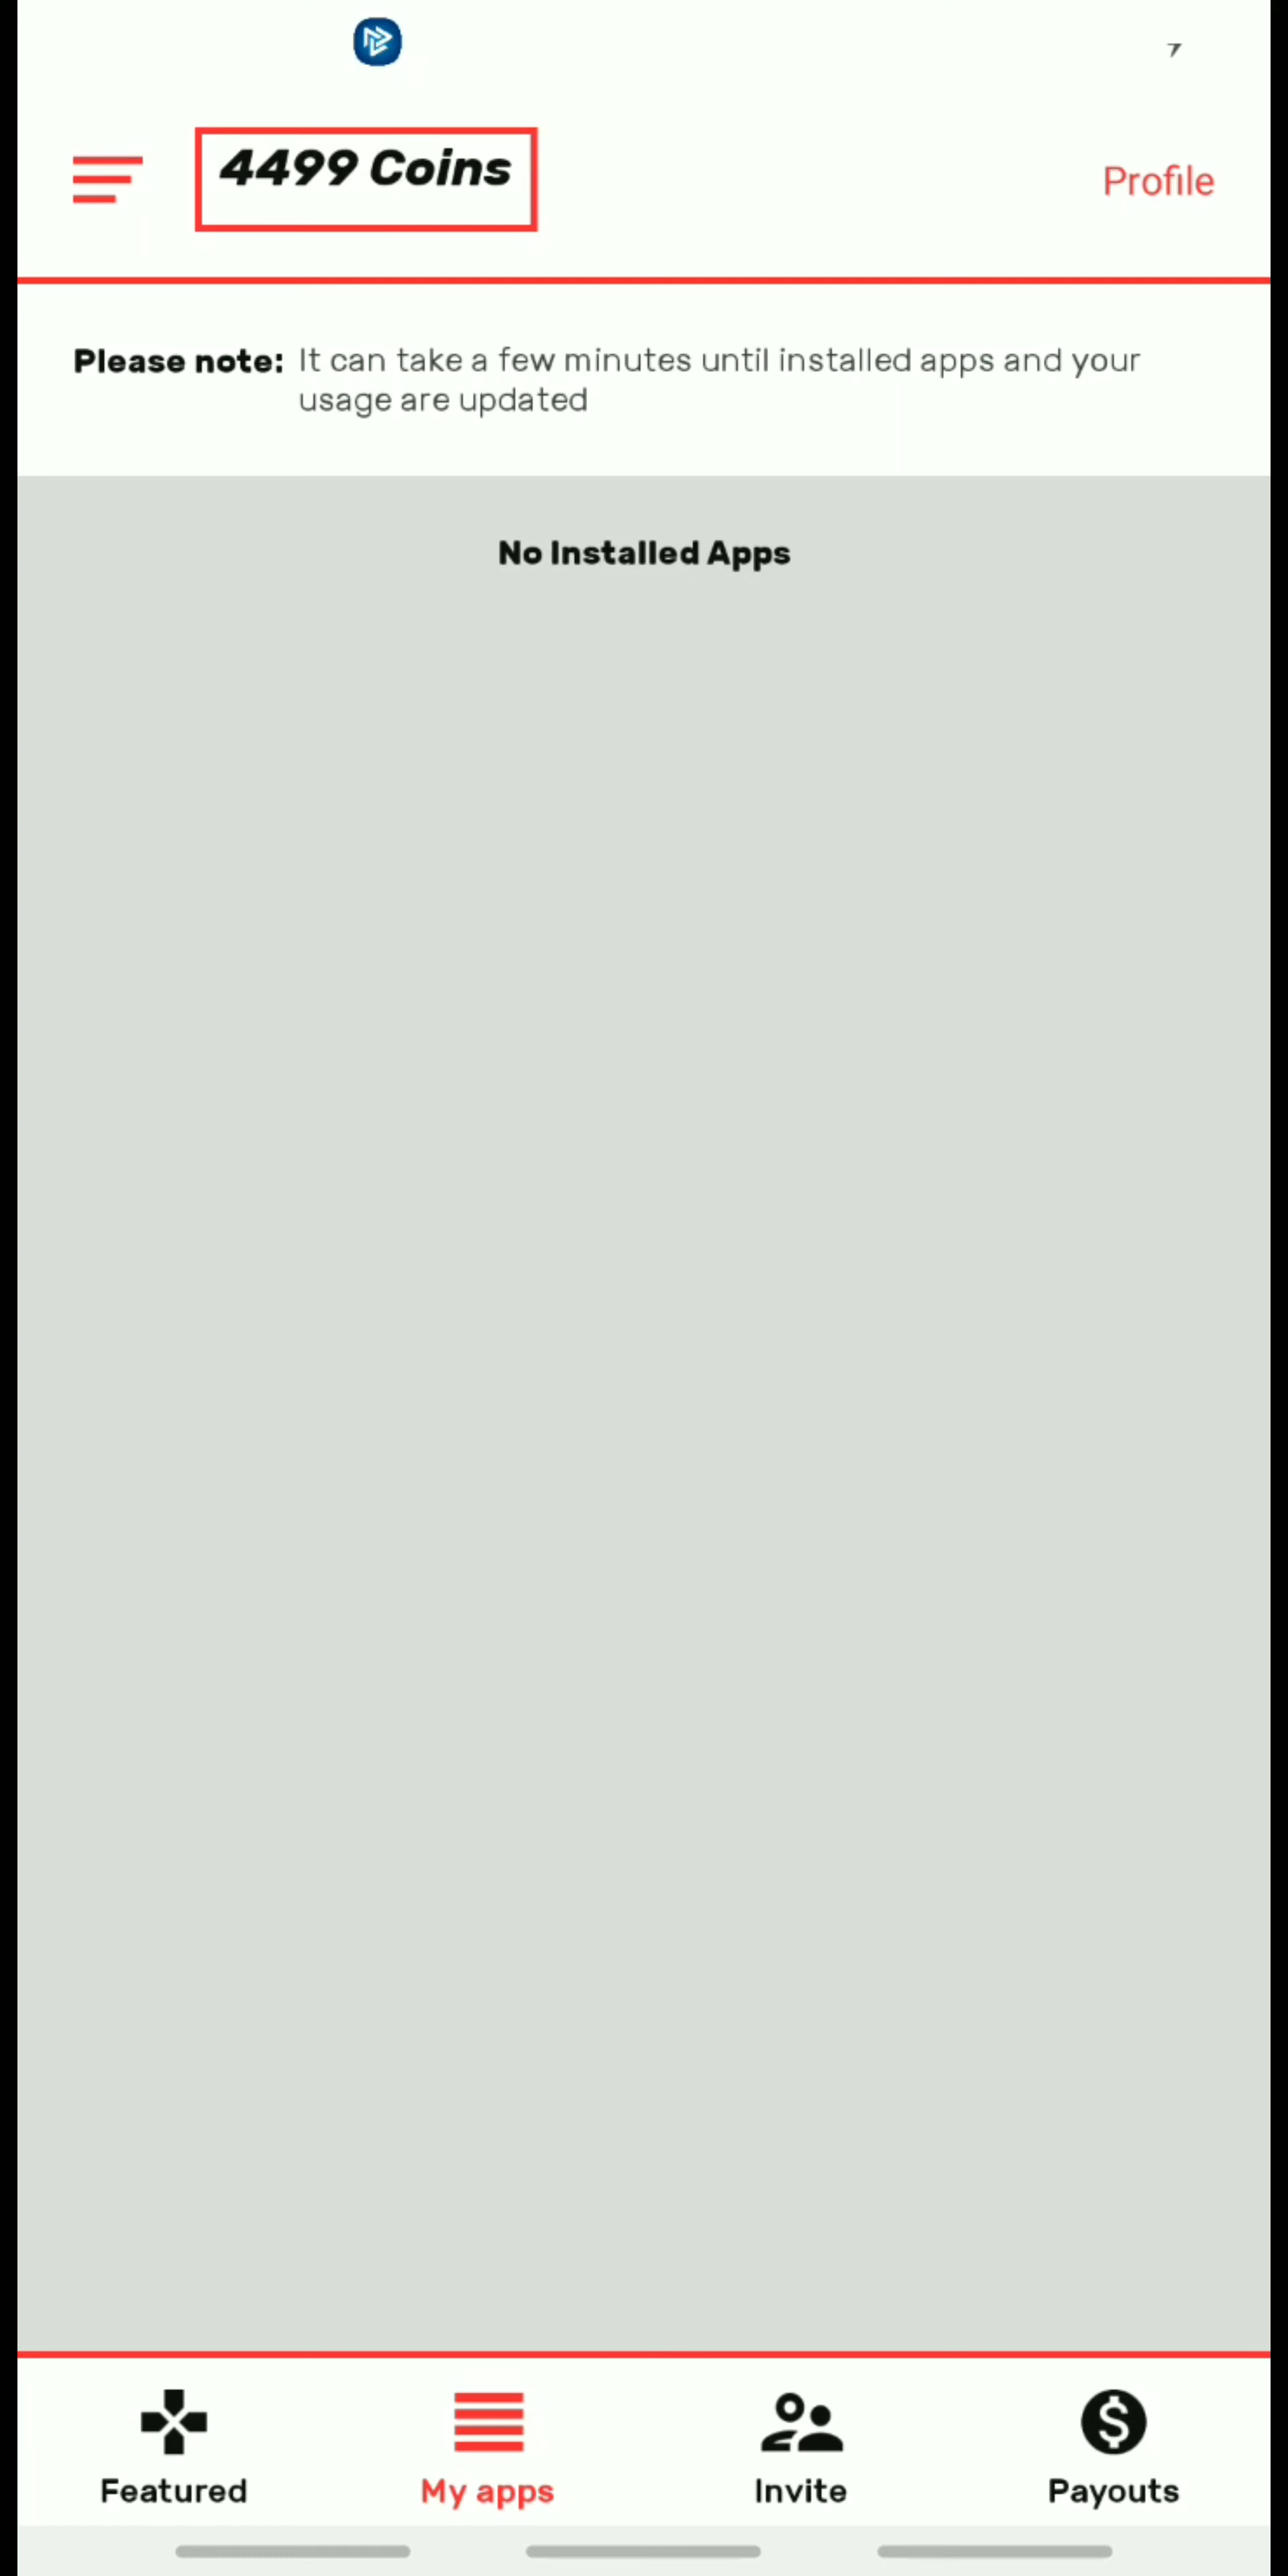 4499 Coins
Profile
Please note: It can take a few minutes until installed apps and your
usage are updated
No Installed Apps
Featured
My apps
Invite
Payouts